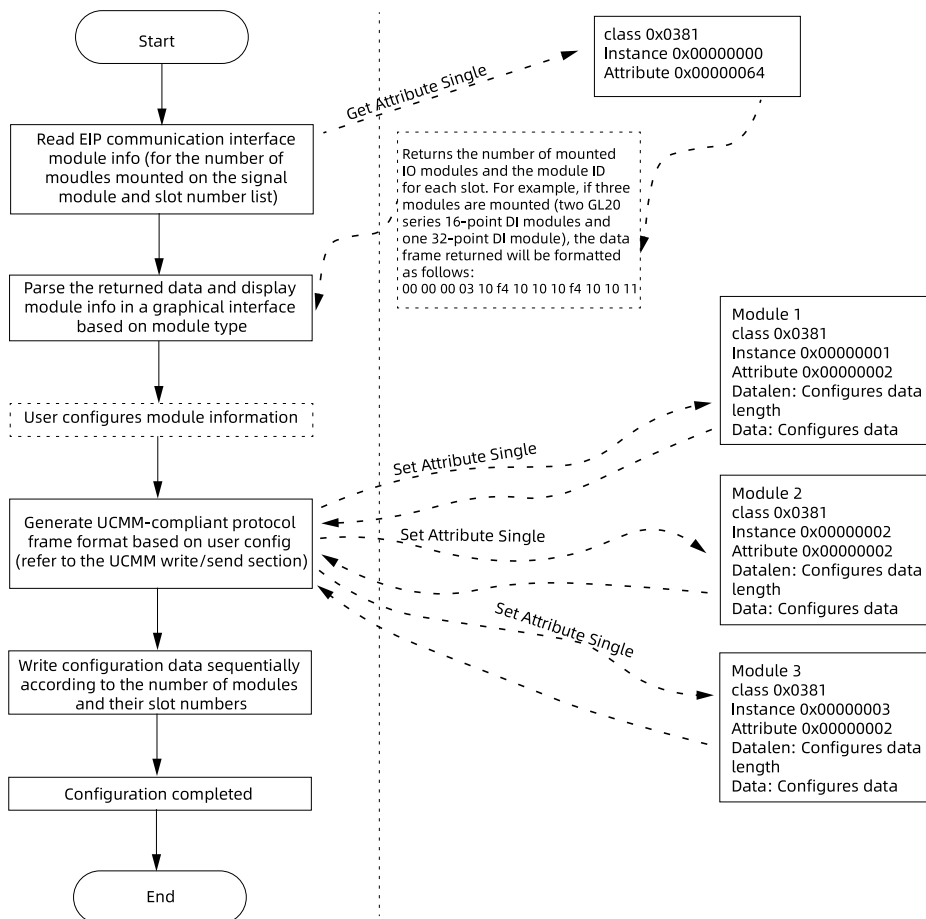 Start
Read EIP communication interface
module info (for the number of
moudles mounted on the signal
module and slot number list)
Parse the returned data and display
module info in a graphical interface
based on module type
User configures module information
Generate UCMM-compliant protocol
frame format based on user config
(refer to the UCMM write/send section)
Write configuration data sequentially
according to the number of modules
and their slot numbers
Configuration completed
End
Get Attribute Single
class 0x0381
Instance 0x00000000
Attribute 0x00000064
Returns the number of mounted
IO modules and the module ID
for each slot. For example, if three
modules are mounted (two GL20
series 16-point DI modules and
one 32-point DI module), the data
frame returned will be formatted
as follows:
00 00 00 03 10 f4 10 10 10 f4 10 10 11
Set Attribute Single
Module 1
class 0x0381
Instance 0x00000001
Attribute 0x00000002
Datalen: Configures data
length
Data: Configures data
Set Attribute Single
Module 2
class 0x0381
Instance 0x00000002
Attribute 0x00000002
Datalen: Configures data
length
Data: Configures data
Set Attribute Single
Module 3
class 0x0381
Instance 0x00000003
Attribute 0x00000002
Datalen: Configures data
length
Data: Configures data